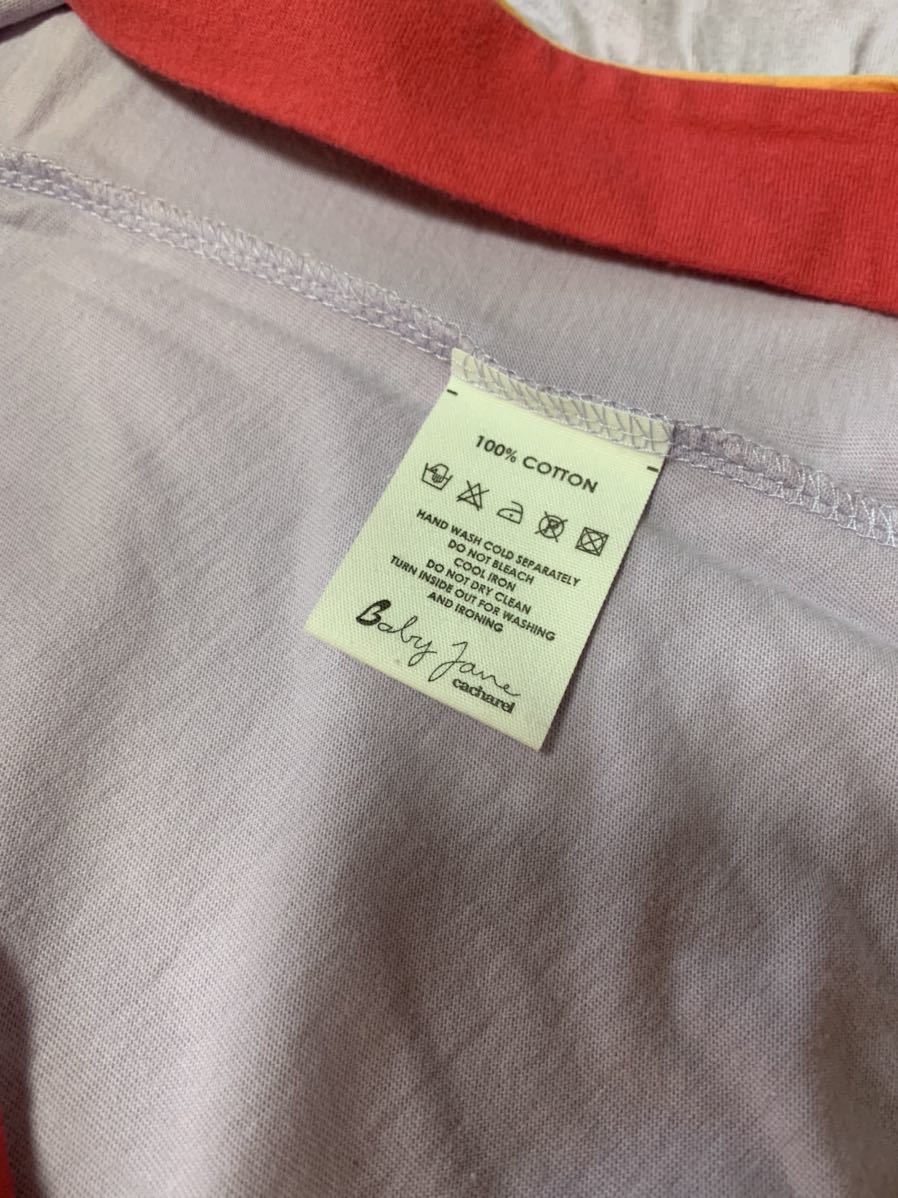 100% COTTON
HAND WASH COLD SEPARATELY
DO NOT BLEACH
COOL IRON
DO NOT DRY CLEAN
TURN INSIDE OUT FOR WASHING
AND IRONING
Baby Jane
cacharel